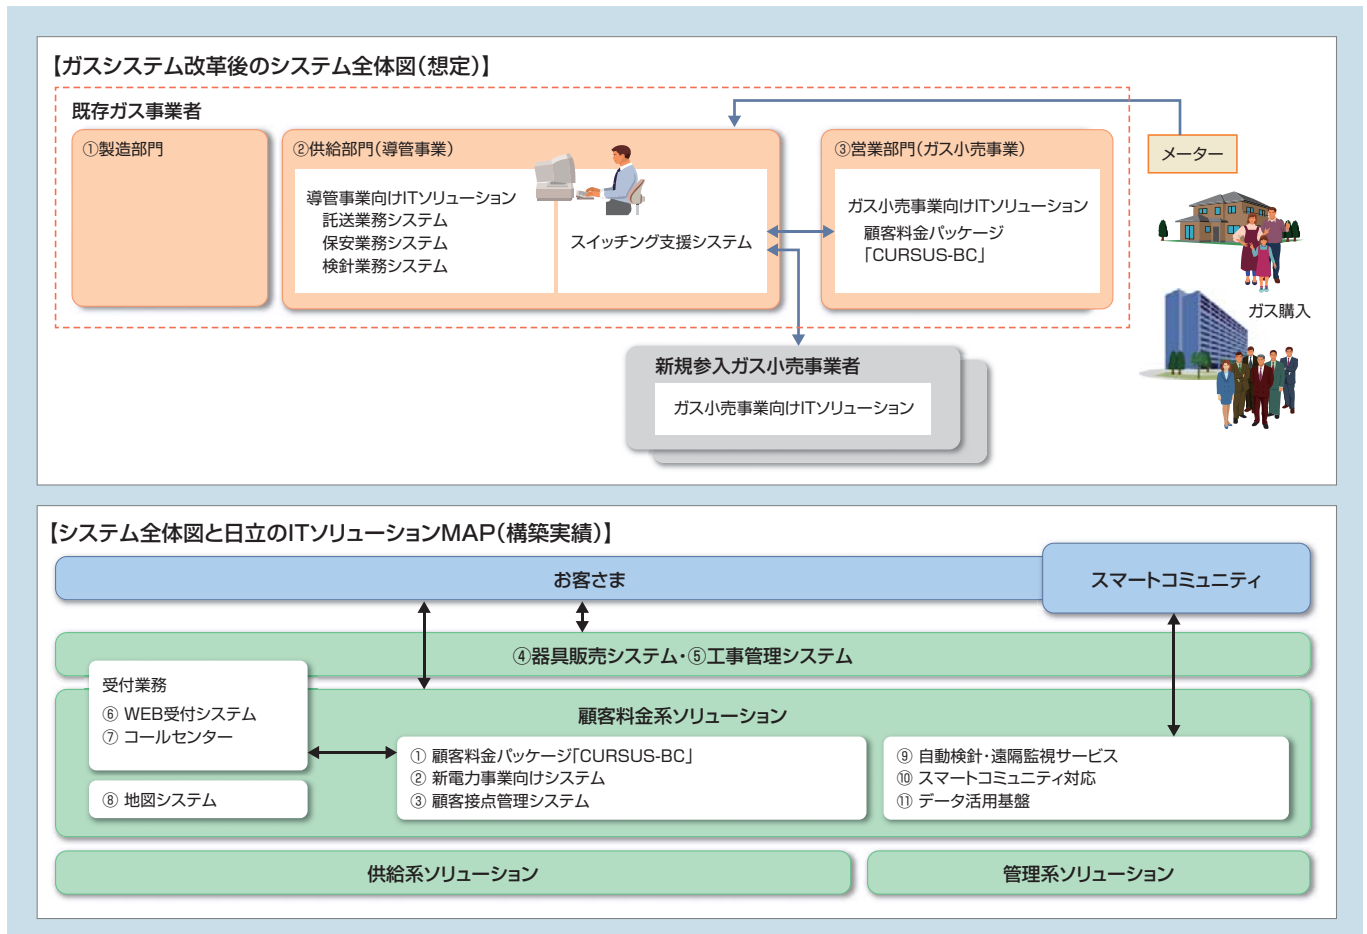 【ガスシステム改革後のシステム全体図(想定)】
既存ガス事業者
①製造部門
②供給部門(導管事業)
導管事業向けITソリューション
託送業務システム
保安業務システム
検針業務システム
スイッチング支援システム
③営業部門(ガス小売事業)
ガス小売事業向けITソリューション
顧客料金パッケージ
「CURSUS-BC」
メーター
ガス購入
新規参入ガス小売事業者
ガス小売事業向けITソリューション
【システム全体図と日立のITソリューションMAP(構築実績)】
お客さま
スマートコミュニティ
④器具販売システム・⑤工事管理システム
受付業務
⑥ WEB受付システム
⑦ コールセンター
⑧ 地図システム
顧客料金系ソリューション
① 顧客料金パッケージ「CURSUS-BC」
② 新電力事業向けシステム
③ 顧客接点管理システム
⑨ 自動検針・遠隔監視サービス
⑩ スマートコミュニティ対応
⑪ データ活用基盤
供給系ソリューション
管理系ソリューション